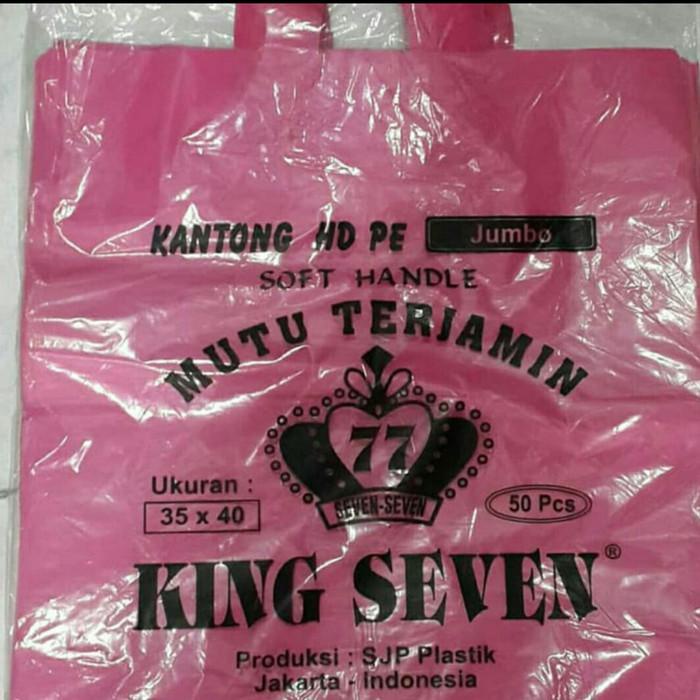 KANTONG HD PE Jumbo
SOFT HANDLE
MUTU TERJAMIN
77
SEVEN-SEVEN
Ukuran :
35 x 40
50 Pcs
KING SEVEN®
Produksi : SJP Plastik
Jakarta - Indonesia